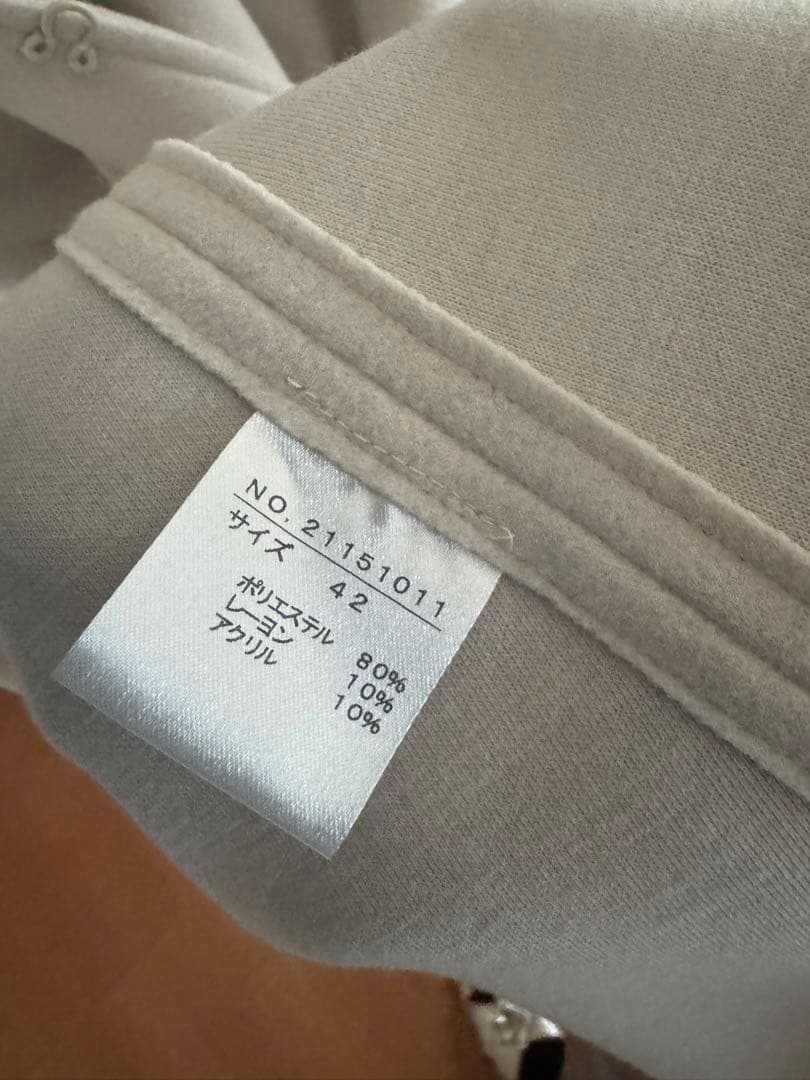 NO. 21151011
サイズ 42
ポリエステル 80%
レーヨン 10%
アクリル 10%